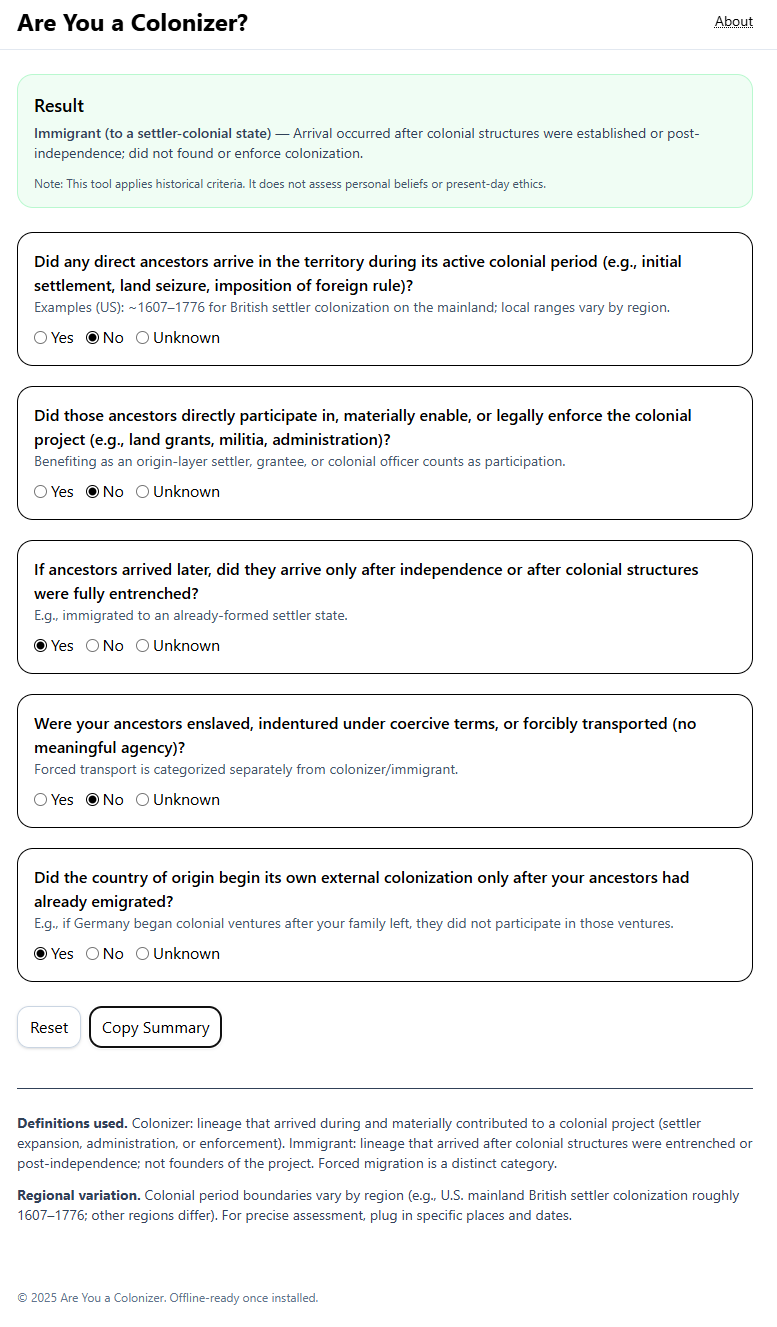 Are You a Colonizer?
About
Result
Immigrant (to a settler-colonial state) — Arrival occurred after colonial structures were established or post-
independence; did not found or enforce colonization.
Note: This tool applies historical criteria. It does not assess personal beliefs or present-day ethics.
Did any direct ancestors arrive in the territory during its active colonial period (e.g., initial
settlement, land seizure, imposition of foreign rule)?
Examples (US): ~1607–1776 for British settler colonization on the mainland; local ranges vary by region.
Yes No Unknown
Did those ancestors directly participate in, materially enable, or legally enforce the colonial
project (e.g., land grants, militia, administration)?
Benefiting as an origin-layer settler, grantee, or colonial officer counts as participation.
Yes No Unknown
If ancestors arrived later, did they arrive only after independence or after colonial structures
were fully entrenched?
E.g., immigrated to an already-formed settler state.
Yes No Unknown
Were your ancestors enslaved, indentured under coercive terms, or forcibly transported (no
meaningful agency)?
Forced transport is categorized separately from colonizer/immigrant.
Yes No Unknown
Did the country of origin begin its own external colonization only after your ancestors had
already emigrated?
E.g., if Germany began colonial ventures after your family left, they did not participate in those ventures.
Yes No Unknown
Reset Copy Summary
Definitions used. Colonizer: lineage that arrived during and materially contributed to a colonial project (settler
expansion, administration, or enforcement). Immigrant: lineage that arrived after colonial structures were entrenched or
post-independence; not founders of the project. Forced migration is a distinct category.
Regional variation. Colonial period boundaries vary by region (e.g., U.S. mainland British settler colonization roughly
1607–1776; other regions differ). For precise assessment, plug in specific places and dates.
© 2025 Are You a Colonizer. Offline-ready once installed.